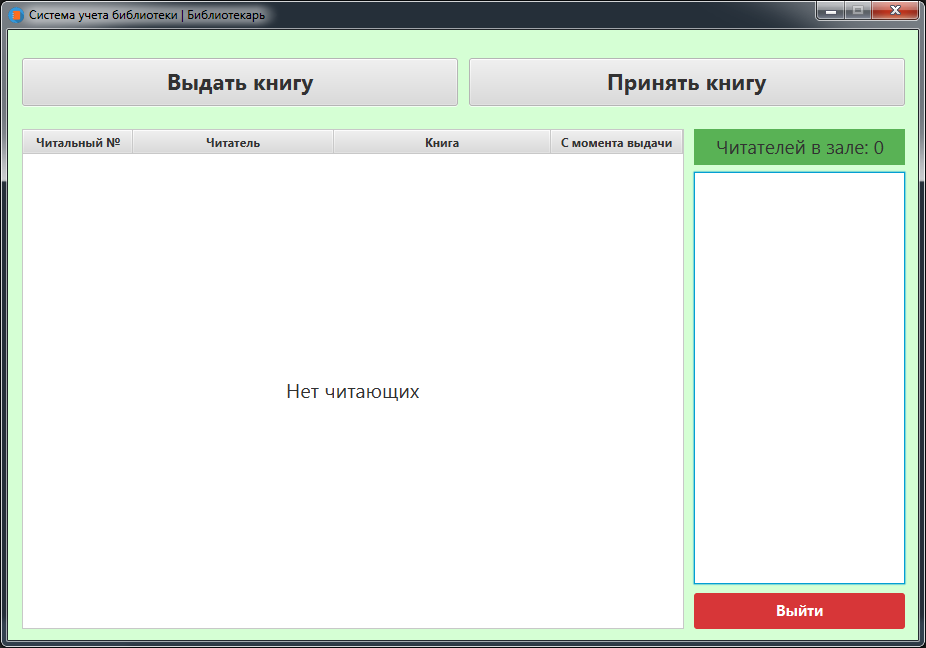 Система учета библиотеки | Библиотекарь
Выдать книгу Принять книгу
Читальный № Читатель Книга С момента выдачи
Читателей в зале: 0
Нет читающих
Выйти